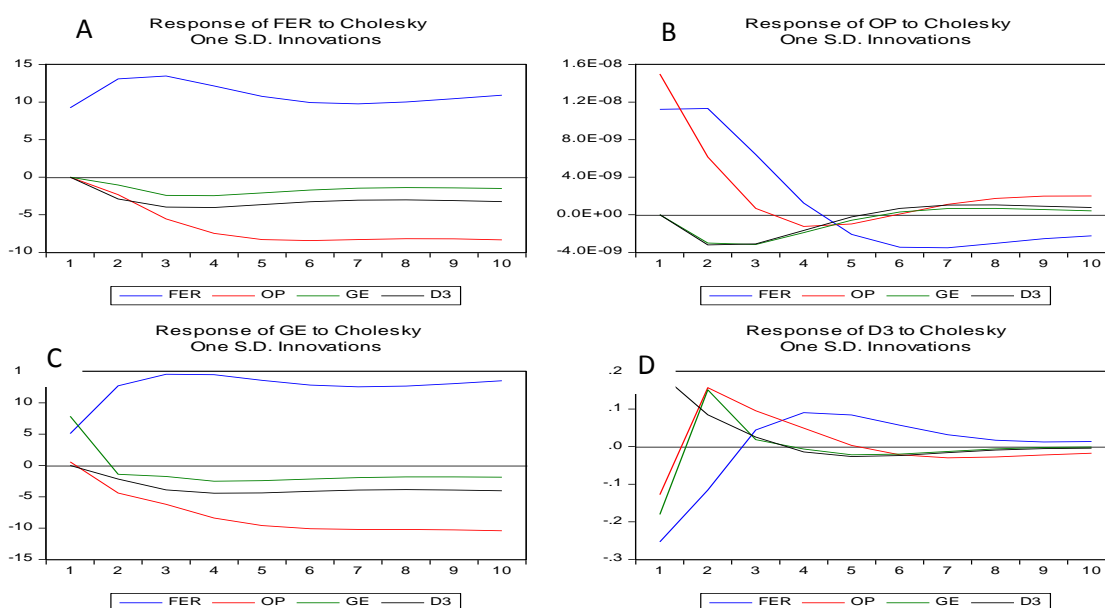 A
Response of FER to Cholesky
One S.D. Innovations
15
10
5
0
-5
-10
1 2 3 4 5 6 7 8 9 10
FER OP GE D3
B
Response of OP to Cholesky
One S.D. Innovations
1.6E-08
1.2E-08
8.0E-09
4.0E-09
0.0E+00
-4.0E-09
1 2 3 4 5 6 7 8 9 10
FER OP GE D3
C
Response of GE to Cholesky
One S.D. Innovations
1
10
5
0
-5
-10
-15
1 2 3 4 5 6 7 8 9 10
FER OP GE D3
D
Response of D3 to Cholesky
One S.D. Innovations
.2
.1
.0
-.1
-.2
-.3
1 2 3 4 5 6 7 8 9 10
FER OP GE D3